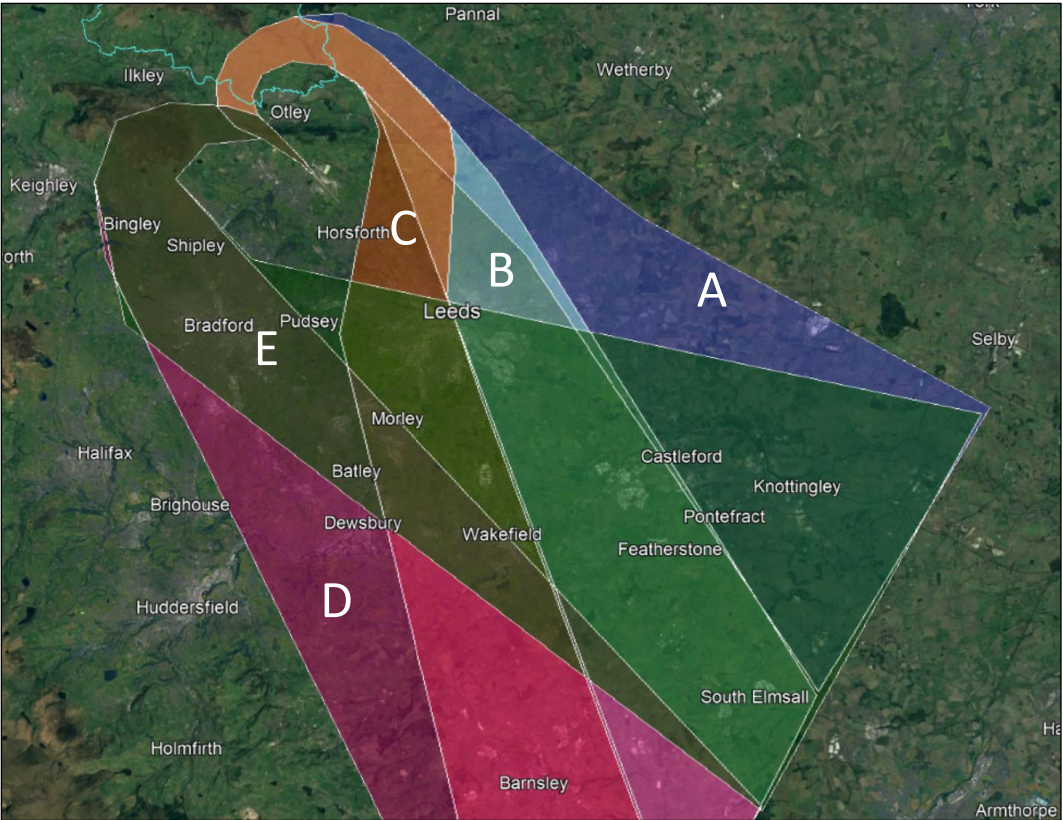 Pannal
Wetherby
Ilkley
Otley
Keighley
Bingley
Horsforth
C
Shipley
orth
B
A
Leeds
Bradford
Pudsey
E
Selby
Morley
Halifax
Castleford
Batley
Knottingley
Brighouse
Pontefract
Dewsbury
Wakefield
Featherstone
D
Huddersfield
South Elmsall
Holmfirth
Barnsley
Armthorpe